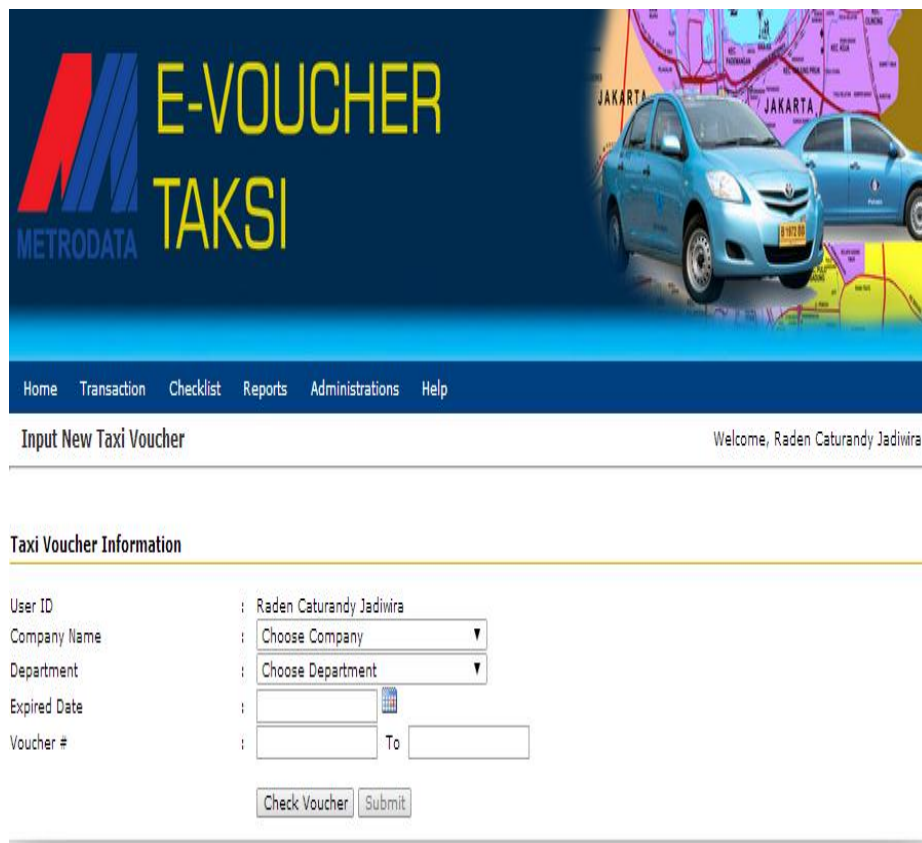 E-VOUCHER
TAKSI
METRODATA
JAKARTA
JAKARTA
B 1972 BO
Home Transaction Checklist Reports Administrations Help
Input New Taxi Voucher
Welcome, Raden Caturandy Jadiwira
Taxi Voucher Information
User ID : Raden Caturandy Jadiwira
Company Name : Choose Company
Department : Choose Department
Expired Date :
Voucher # : To
Check Voucher Submit